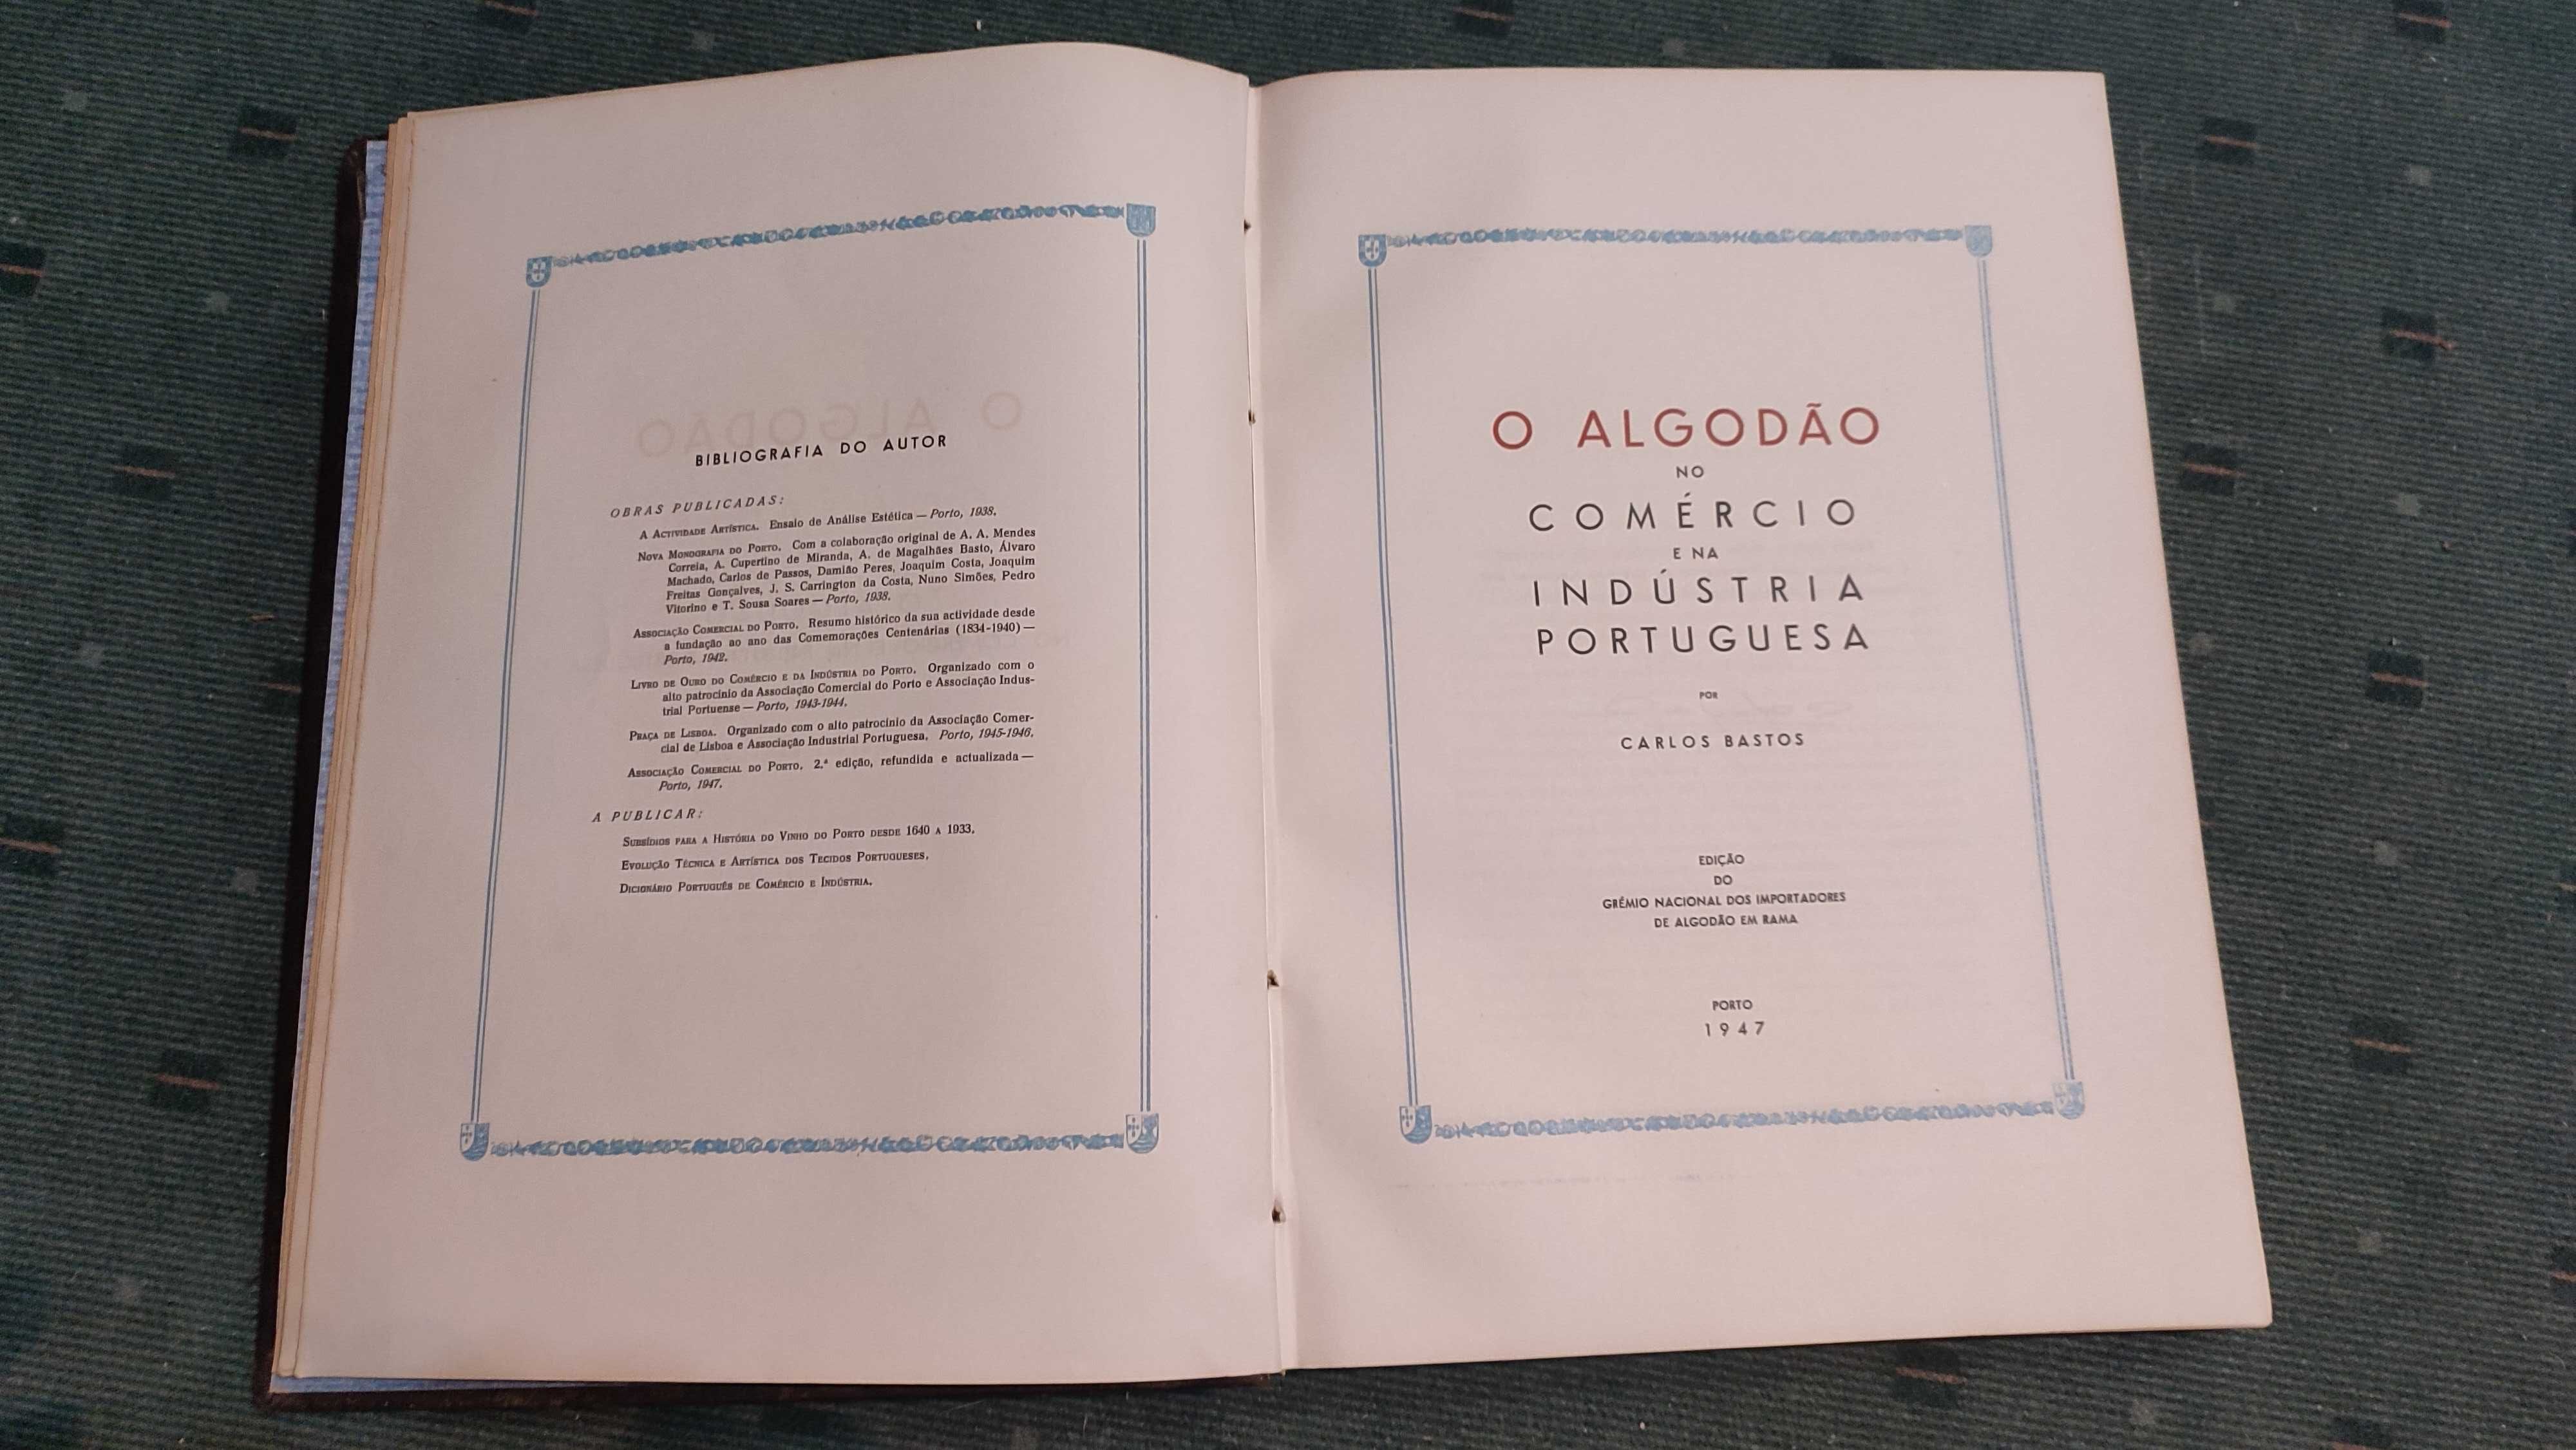 BIBLIOGRAFIA DO AUTOR
OBRAS PUBLICADAS:
A ACTIVIDADE ARTÍSTICA. Ensaio de Análise Estética — Porto, 1938.
NOVA MONOGRAFIA DO PORTO. Com a colaboração original de A. A. Mendes
Correia, A. Cupertino de Miranda, A. de Magalhães Basto, Álvaro
Machado, Carlos de Passos, Damião Peres, Joaquim Costa, Joaquim
Freitas Gonçalves, J. S. Carrington da Costa, Nuno Simões, Pedro
Vitorino e T. Sousa Soares — Porto, 1938.
ASSOCIAÇÃO COMERCIAL DO PORTO. Resumo histórico da sua actividade desde
a fundação ao ano das Comemorações Centenárias (1834-1940) —
Porto, 1942.
LIVRO DE OURO DO COMÉRCIO E DA INDÚSTRIA DO PORTO. Organizado com o
alto patrocínio da Associação Comercial do Porto e Associação Indus-
trial Portuense — Porto, 1943-1944.
PRAÇA DE LISBOA. Organizado com o alto patrocínio da Associação Comer-
cial de Lisboa e Associação Industrial Portuguesa. Porto, 1945-1946.
ASSOCIAÇÃO COMERCIAL DO PORTO. 2.ª edição, refundida e actualizada —
Porto, 1947.
A PUBLICAR:
SUBSÍDIOS PARA A HISTÓRIA DO VINHO DO PORTO DESDE 1640 A 1933.
EVOLUÇÃO TÉCNICA E ARTÍSTICA DOS TECIDOS PORTUGUESES.
DICIONÁRIO PORTUGUÊS DE COMÉRCIO E INDÚSTRIA.
O ALGODÃO
NO
COMÉRCIO
E NA
INDÚSTRIA
PORTUGUESA
POR
CARLOS BASTOS
EDIÇÃO
DO
GRÉMIO NACIONAL DOS IMPORTADORES
DE ALGODÃO EM RAMA
PORTO
1947